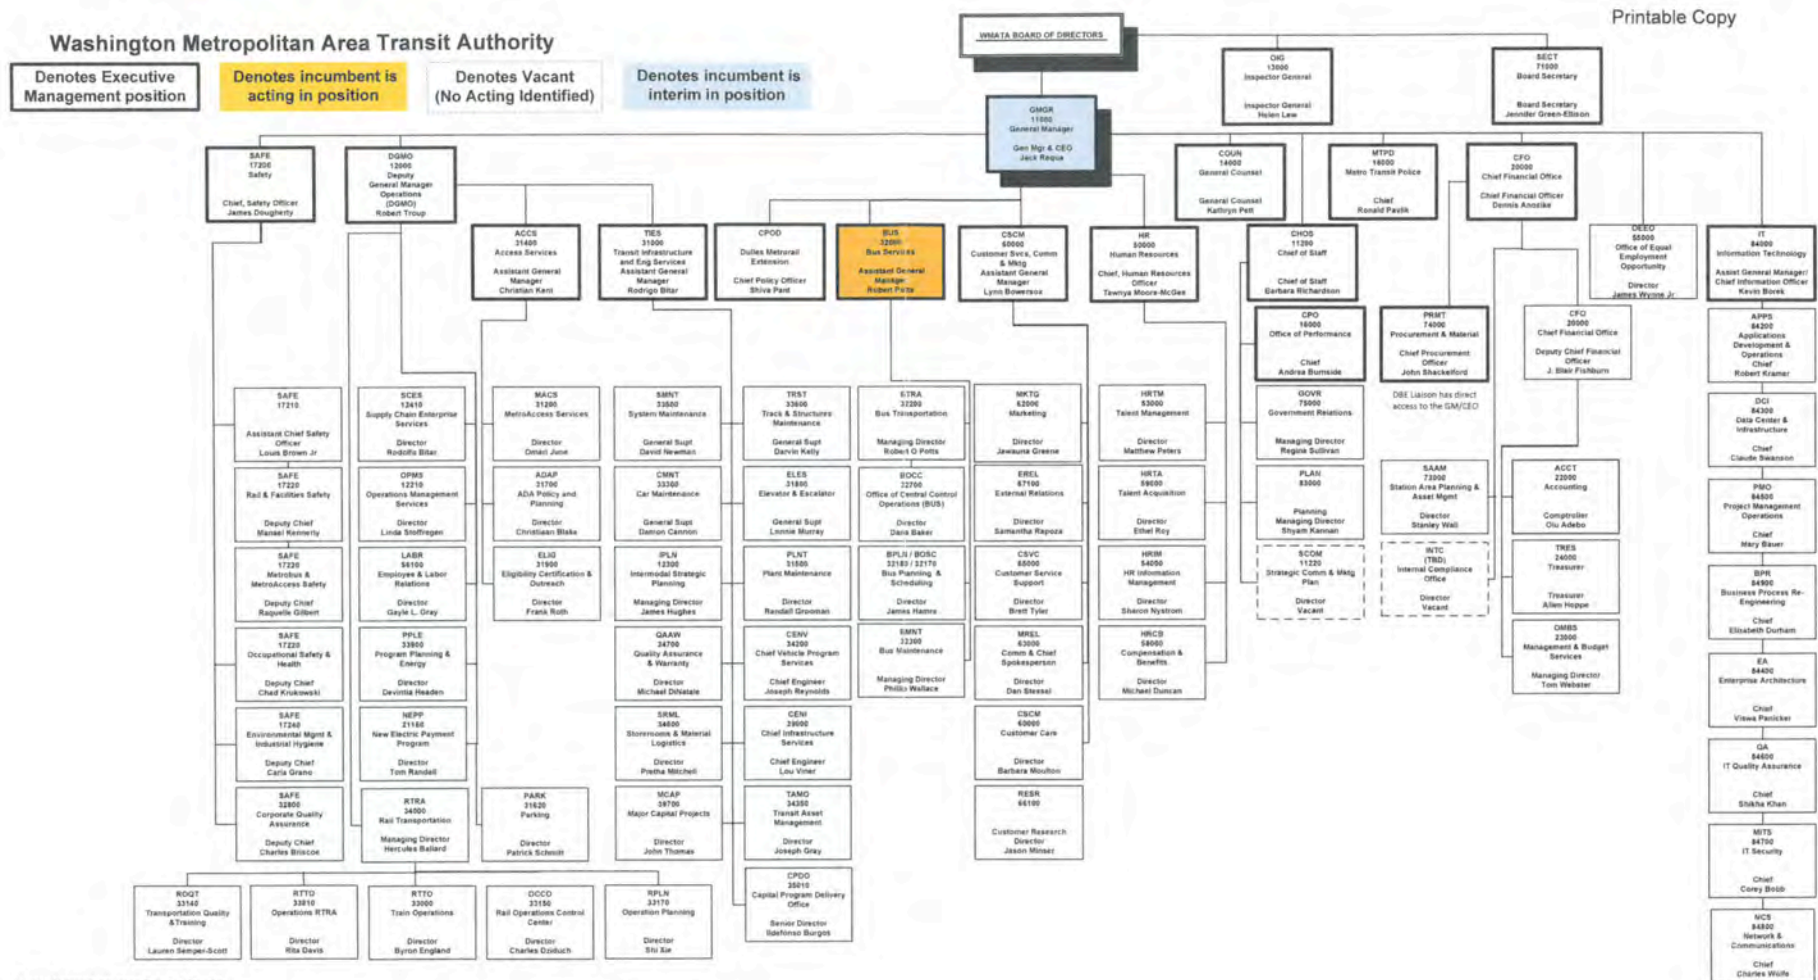 Printable Copy
Washington Metropolitan Area Transit Authority
Denotes Executive
Management position
Denotes incumbent is
acting in position
Denotes Vacant
(No Acting Identified)
Denotes incumbent is
interim in position
WMATA BOARD OF DIRECTORS
OIG
13000
Inspector General
Inspector General
Helen Lew
SECT
71000
Board Secretary
Board Secretary
Jennifer Green-Ellison
GMGR
11000
General Manager
Gen Mgr & CEO
Jack Requa
SAFE
17200
Safety
Chief, Safety Officer
James Dougherty
DGMO
12000
Deputy
General Manager
Operations
(DGMO)
Robert Troup
COUN
14000
General Counsel
General Counsel
Kathryn Pett
MTPD
16000
Metro Transit Police
Chief
Ronald Pavlik
CFO
20000
Chief Financial Office
Chief Financial Officer
Dennis Anosike
ACCS
31400
Access Services
Assistant General
Manager
Christian Kent
TIES
31000
Transit Infrastructure
and Eng Services
Assistant General
Manager
Rodrigo Bitar
CPOD
Dulles Metrorail
Extension
Chief Policy Officer
Shiva Pant
BUS
32000
Bus Services
Assistant General
Manager
Robert Potts
CSCM
60000
Customer Svcs, Comm
& Mktg
Assistant General
Manager
Lynn Bowersox
HR
50000
Human Resources
Chief, Human Resources
Officer
Tawnya Moore-McGee
CHOS
11200
Chief of Staff
Chief of Staff
Barbara Richardson
OEEO
55000
Office of Equal
Employment
Opportunity
Director
James Wynne Jr
IT
84000
Information Technology
Assist General Manager/
Chief Information Officer
Kevin Borek
CPO
18000
Office of Performance
Chief
Andrea Burnside
PRMT
74000
Procurement & Material
Chief Procurement
Officer
John Shackelford
DBE Liaison has direct
access to the GM/CEO
CFO
20000
Chief Financial Office
Deputy Chief Financial
Officer
J. Blair Fishburn
APPS
84200
Applications
Development &
Operations
Chief
Robert Kramer
SAFE
17210
Assistant Chief Safety
Officer
Louis Brown Jr
SCES
12410
Supply Chain Enterprise
Services
Director
Rodolfo Bitar
MACS
31200
MetroAccess Services
Director
Omari June
SMNT
33500
System Maintenance
General Supt
David Newman
TRST
33600
Track & Structures
Maintenance
General Supt
Darvin Kelly
BTRA
32200
Bus Transportation
Managing Director
Robert O Potts
MKTG
62000
Marketing
Director
Jawauna Greene
HRTM
53000
Talent Management
Director
Matthew Peters
GOVR
75000
Government Relations
Managing Director
Regina Sullivan
DCI
84300
Data Center &
Infrastructure
Chief
Claude Swanson
SAFE
17220
Rail & Facilities Safety
Deputy Chief
Mansel Kennerly
OPMS
12210
Operations Management
Services
Director
Linda Stoffregen
ADAP
31700
ADA Policy and
Planning
Director
Christiaan Blake
CMNT
33300
Car Maintenance
General Supt
Damon Cannon
ELES
31800
Elevator & Escalator
General Supt
Lonnie Murray
BOCC
32700
Office of Central Control
Operations (BUS)
Director
Dana Baker
EREL
67100
External Relations
Director
Samantha Rapoza
HRTA
59000
Talent Acquisition
Director
Ethel Roy
PLAN
83000
Planning
Managing Director
Shyam Kannan
SAAM
73000
Station Area Planning &
Asset Mgmt
Director
Stanley Wall
ACCT
22000
Accounting
Comptroller
Olu Adebo
PMO
84500
Project Management
Operations
Chief
Mary Bauer
SAFE
17220
Metrobus &
MetroAccess Safety
Deputy Chief
Raquelle Gilbert
LABR
56100
Employee & Labor
Relations
Director
Gayle L. Gray
ELIG
31900
Eligibility Certification &
Outreach
Director
Frank Roth
IPLN
12300
Intermodal Strategic
Planning
Managing Director
James Hughes
PLNT
31500
Plant Maintenance
Director
Randall Grooman
BPLN / BOSC
32180 / 32170
Bus Planning &
Scheduling
Director
James Hamre
CSVC
65000
Customer Service
Support
Director
Brett Tyler
HRIM
54000
HR Information
Management
Director
Sharon Nystrom
SCOM
11220
Strategic Comm & Mktg
Plan
Director
Vacant
INTC
(TBD)
Internal Compliance
Office
Director
Vacant
TRES
24000
Treasurer
Treasurer
Allen Hoppe
BPR
84900
Business Process Re-
Engineering
Chief
Elisabeth Durham
SAFE
17220
Occupational Safety &
Health
Deputy Chief
Chad Krukowski
PPLE
33800
Program Planning &
Energy
Director
Devintia Headen
QAAW
34700
Quality Assurance
& Warranty
Director
Michael DiNatale
CENV
34200
Chief Vehicle Program
Services
Chief Engineer
Joseph Reynolds
BMNT
32300
Bus Maintenance
Managing Director
Phillip Wallace
MREL
63000
Comm & Chief
Spokesperson
Director
Dan Stessel
HRCB
58000
Compensation &
Benefits
Director
Michael Duncan
OMBS
23000
Management & Budget
Services
Managing Director
Tom Webster
EA
84400
Enterprise Architecture
Chief
Viswa Panicker
SAFE
17240
Environmental Mgmt &
Industrial Hygiene
Deputy Chief
Carla Grano
NEPP
21180
New Electric Payment
Program
Director
Tom Randall
SRML
34600
Storerooms & Material
Logistics
Director
Pretha Mitchell
CENI
39000
Chief Infrastructure
Services
Chief Engineer
Lou Viner
CSCM
60000
Customer Care
Director
Barbara Moulton
QA
84600
IT Quality Assurance
Chief
Shikha Khan
SAFE
32800
Corporate Quality
Assurance
Deputy Chief
Charles Briscoe
RTRA
34000
Rail Transportation
Managing Director
Hercules Ballard
PARK
31620
Parking
Director
Patrick Schmitt
MCAP
39700
Major Capital Projects
Director
John Thomas
TAMO
34350
Transit Asset
Management
Director
Joseph Gray
RESR
66100
Customer Research
Director
Jason Minser
MITS
84700
IT Security
Chief
Corey Bobb
ROQT
33140
Transportation Quality
&Training
Director
Lauren Semper-Scott
RTTO
33810
Operations RTRA
Director
Rita Davis
RTTO
33000
Train Operations
Director
Byron England
OCCO
33150
Rail Operations Control
Center
Director
Charles Dziduch
RPLN
33170
Operation Planning
Director
Shi Xie
CPDO
35010
Capital Program Delivery
Office
Senior Director
Ildefonso Burgos
NCS
84800
Network &
Communications
Chief
Charles Wolfe